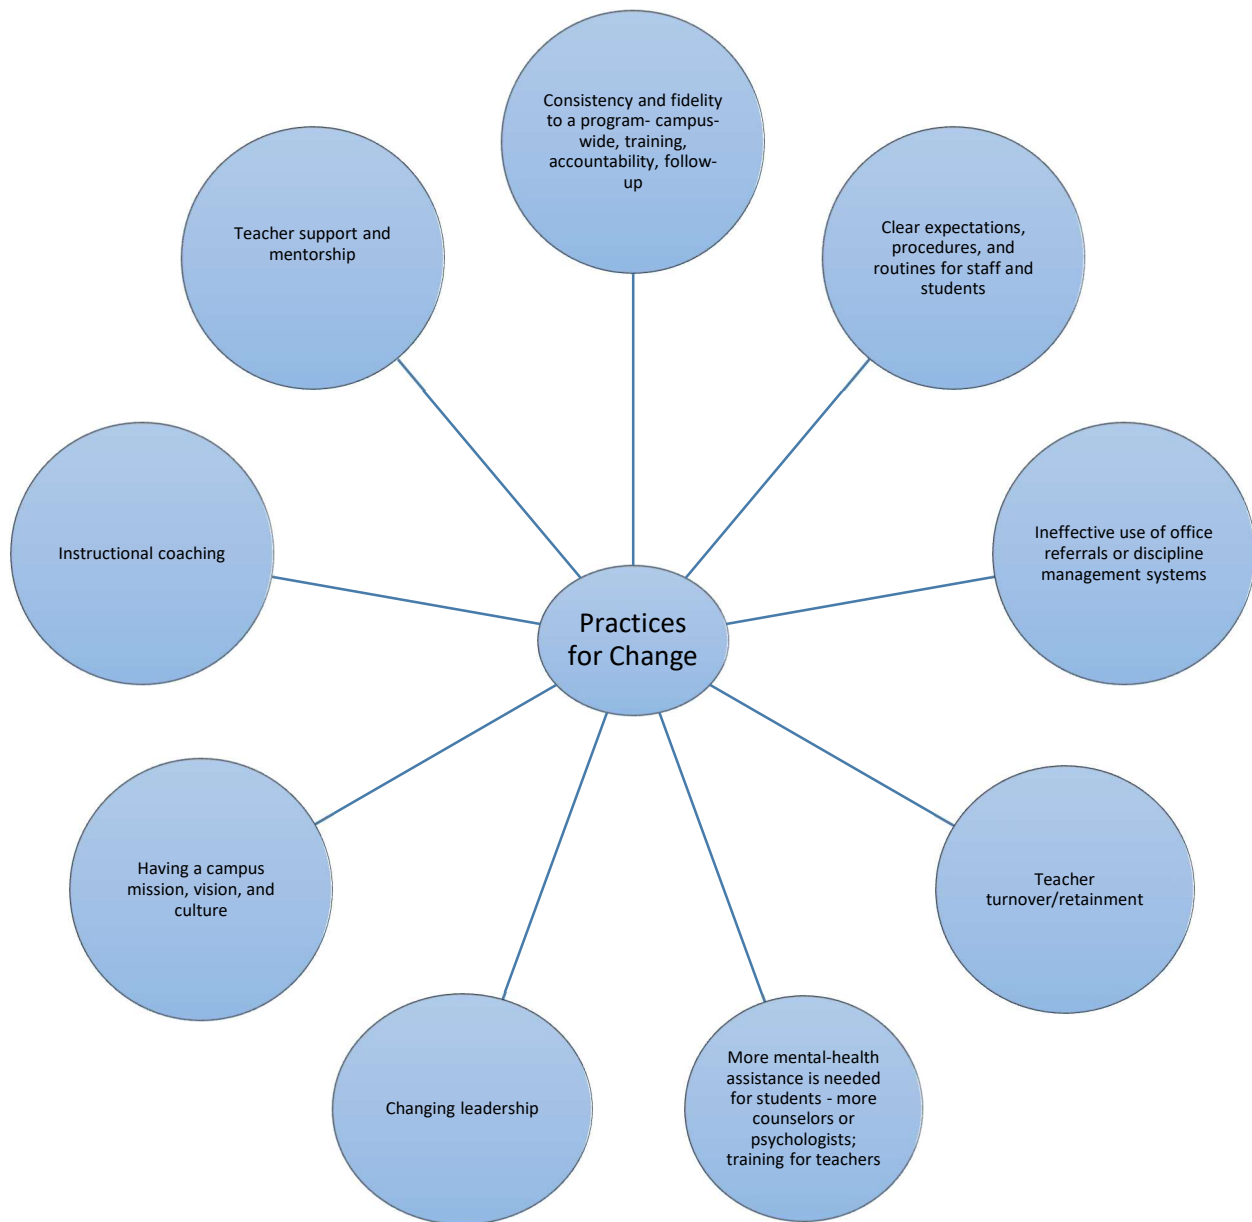 Consistency and fidelity
to a program- campus-
wide, training,
accountability, follow-
up
Clear expectations,
procedures, and
routines for staff and
students
Ineffective use of office
referrals or discipline
management systems
Teacher
turnover/retainment
More mental-health
assistance is needed
for students - more
counselors or
psychologists;
training for teachers
Changing leadership
Having a campus
mission, vision, and
culture
Instructional coaching
Teacher support and
mentorship
Practices
for Change